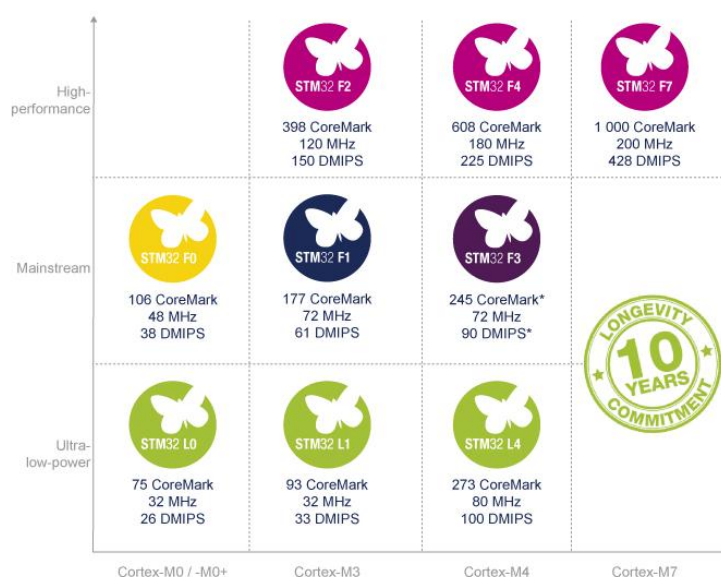 High-
performance
STM32 F2
398 CoreMark
120 MHz
150 DMIPS
STM32 F4
608 CoreMark
180 MHz
225 DMIPS
STM32 F7
1 000 CoreMark
200 MHz
428 DMIPS
Mainstream
STM32 F0
106 CoreMark
48 MHz
38 DMIPS
STM32 F1
177 CoreMark
72 MHz
61 DMIPS
STM32 F3
245 CoreMark*
72 MHz
90 DMIPS*
LONGEVITY
10
YEARS
COMMITMENT
Ultra-
low-power
STM32 L0
75 CoreMark
32 MHz
26 DMIPS
STM32 L1
93 CoreMark
32 MHz
33 DMIPS
STM32 L4
273 CoreMark
80 MHz
100 DMIPS
Cortex-M0 / -M0+
Cortex-M3
Cortex-M4
Cortex-M7